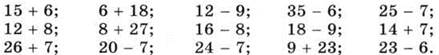 15 + 6; 6 + 18; 12 − 9; 35 − 6; 25 − 7;
12 + 8; 8 + 27; 16 − 8; 18 − 9; 14 + 7;
26 + 7; 20 − 7; 24 − 7; 9 + 23; 23 − 6.